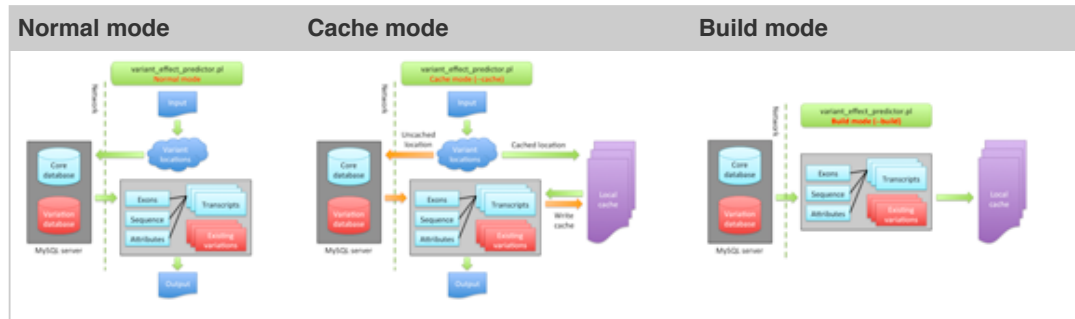 Normal mode
Cache mode
Build mode
variant_effect_predictor.pl
Normal mode
Network
Input
Variant
locations
Core
database
Variation
database
MySQL server
Exons
Sequence
Attributes
Transcripts
Existing
variations
Output
variant_effect_predictor.pl
Cache mode (--cache)
Network
Input
Uncached
location
Variant
locations
Cached location
Core
database
Variation
database
MySQL server
Exons
Sequence
Attributes
Transcripts
Existing
variations
Write
cache
Local
cache
Output
variant_effect_predictor.pl
Build mode (--build)
Network
Core
database
Variation
database
MySQL server
Exons
Sequence
Attributes
Transcripts
Existing
variations
Local
cache